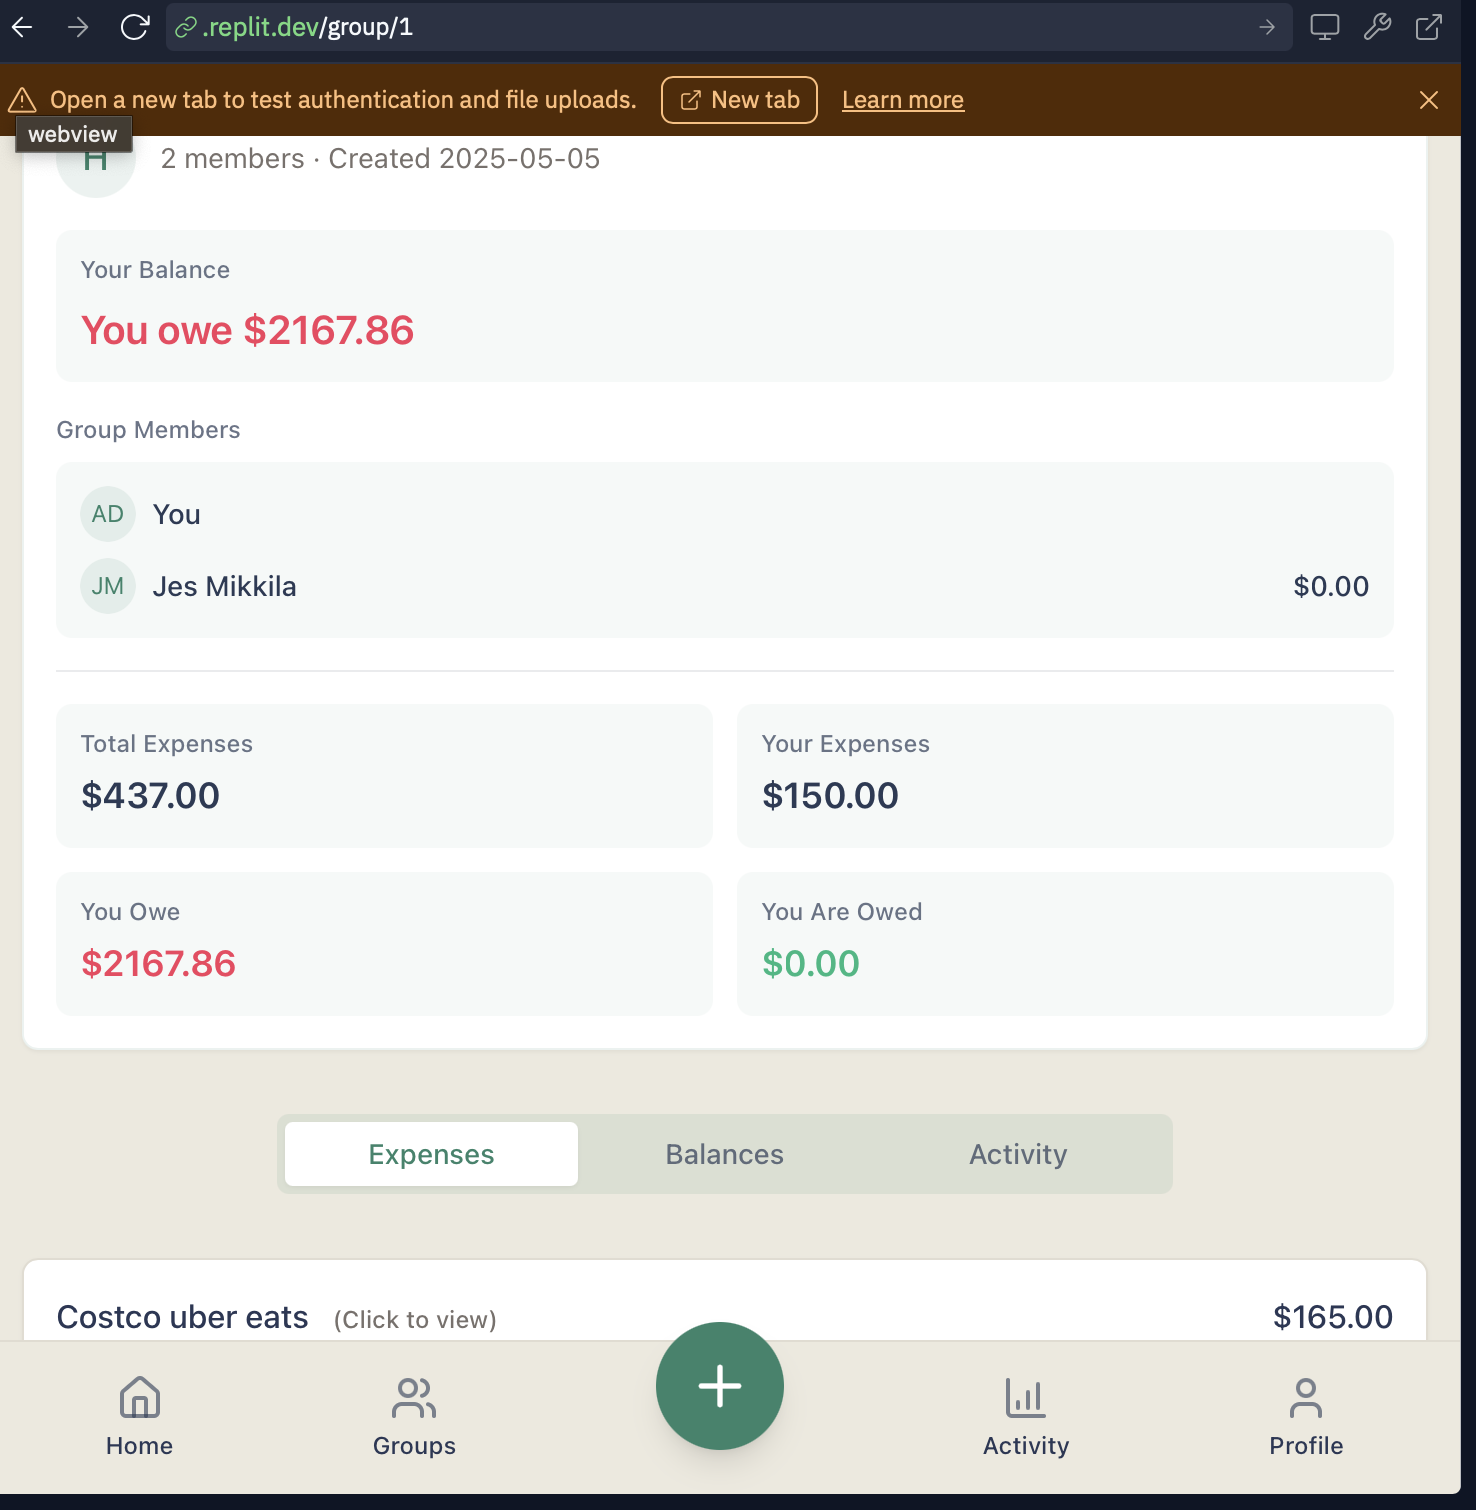 .replit.dev/group/1
Open a new tab to test authentication and file uploads. New tab Learn more
webview
H 2 members · Created 2025-05-05
Your Balance
You owe $2167.86
Group Members
AD You
JM Jes Mikkila $0.00
Total Expenses
$437.00
Your Expenses
$150.00
You Owe
$2167.86
You Are Owed
$0.00
Expenses Balances Activity
Costco uber eats (Click to view) $165.00
Home Groups Activity Profile